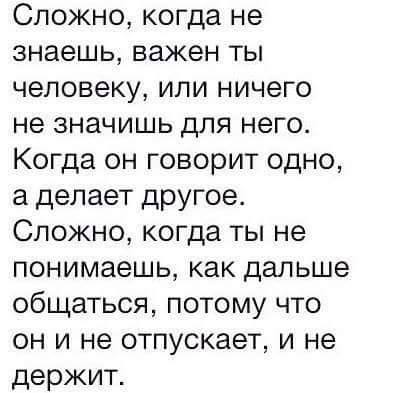 Сложно, когда не
знаешь, важен ты
человеку, или ничего
не значишь для него.
Когда он говорит одно,
а делает другое.
Сложно, когда ты не
понимаешь, как дальше
общаться, потому что
он и не отпускает, и не
держит.